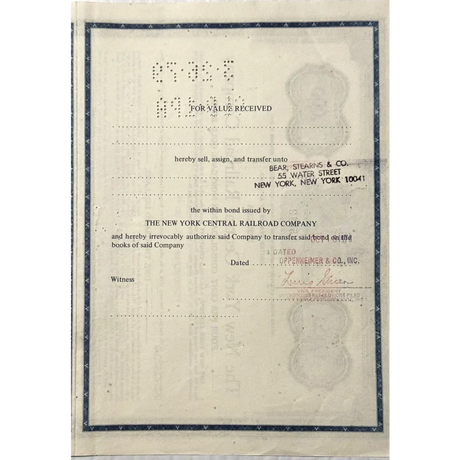 FOR VALUE RECEIVED
hereby sell, assign, and transfer unto
BEAR, STEARNS & CO.
55 WATER STREET
NEW YORK, NEW YORK 10041
the within bond issued by
THE NEW YORK CENTRAL RAILROAD COMPANY
and hereby irrevocably authorize said Company to transfer said bond on the
books of said Company
DATED
Dated OPPENHEIMER & CO., INC.
Witness